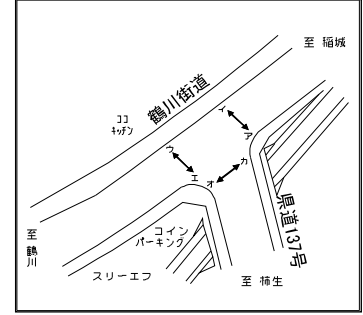 至 稲城
鶴川街道
ココ
キッチン
イ
ア
ウ
カ
エ
オ
県道137号
至
鶴
川
コイン
パーキング
スリーエフ
至 柿生